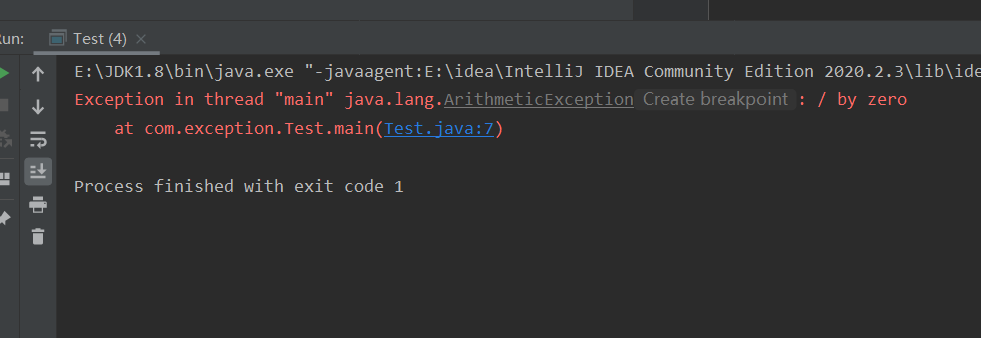 Run:
Test (4)
E:\JDK1.8\bin\java.exe "-javaagent:E:\idea\IntelliJ IDEA Community Edition 2020.2.3\lib\ide
Exception in thread "main" java.lang.ArithmeticException Create breakpoint : / by zero
at com.exception.Test.main(Test.java:7)
Process finished with exit code 1